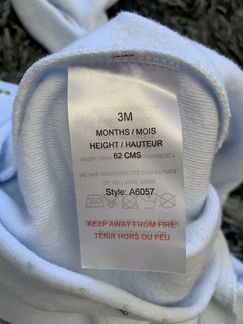 3M
MONTHS / MOIS
HEIGHT / HAUTEUR
62 CMS
Style: A6057
KEEP AWAY FROM FIRE
TENIR HORS DU FEU